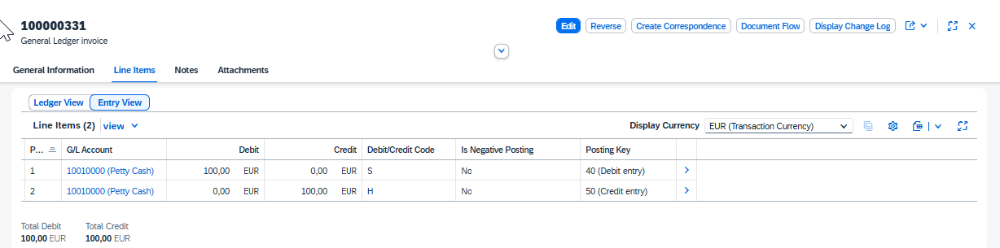 100000331
Edit Reverse Create Correspondence Document Flow Display Change Log
General Ledger invoice
General Information Line Items Notes Attachments
Ledger View Entry View
Line Items (2) view Display Currency EUR (Transaction Currency)
P... G/L Account Debit Credit Debit/Credit Code Is Negative Posting Posting Key
1 10010000 (Petty Cash) 100,00 EUR 0,00 EUR S No 40 (Debit entry)
2 10010000 (Petty Cash) 0,00 EUR 100,00 EUR H No 50 (Credit entry)
Total Debit Total Credit
100,00 EUR 100,00 EUR